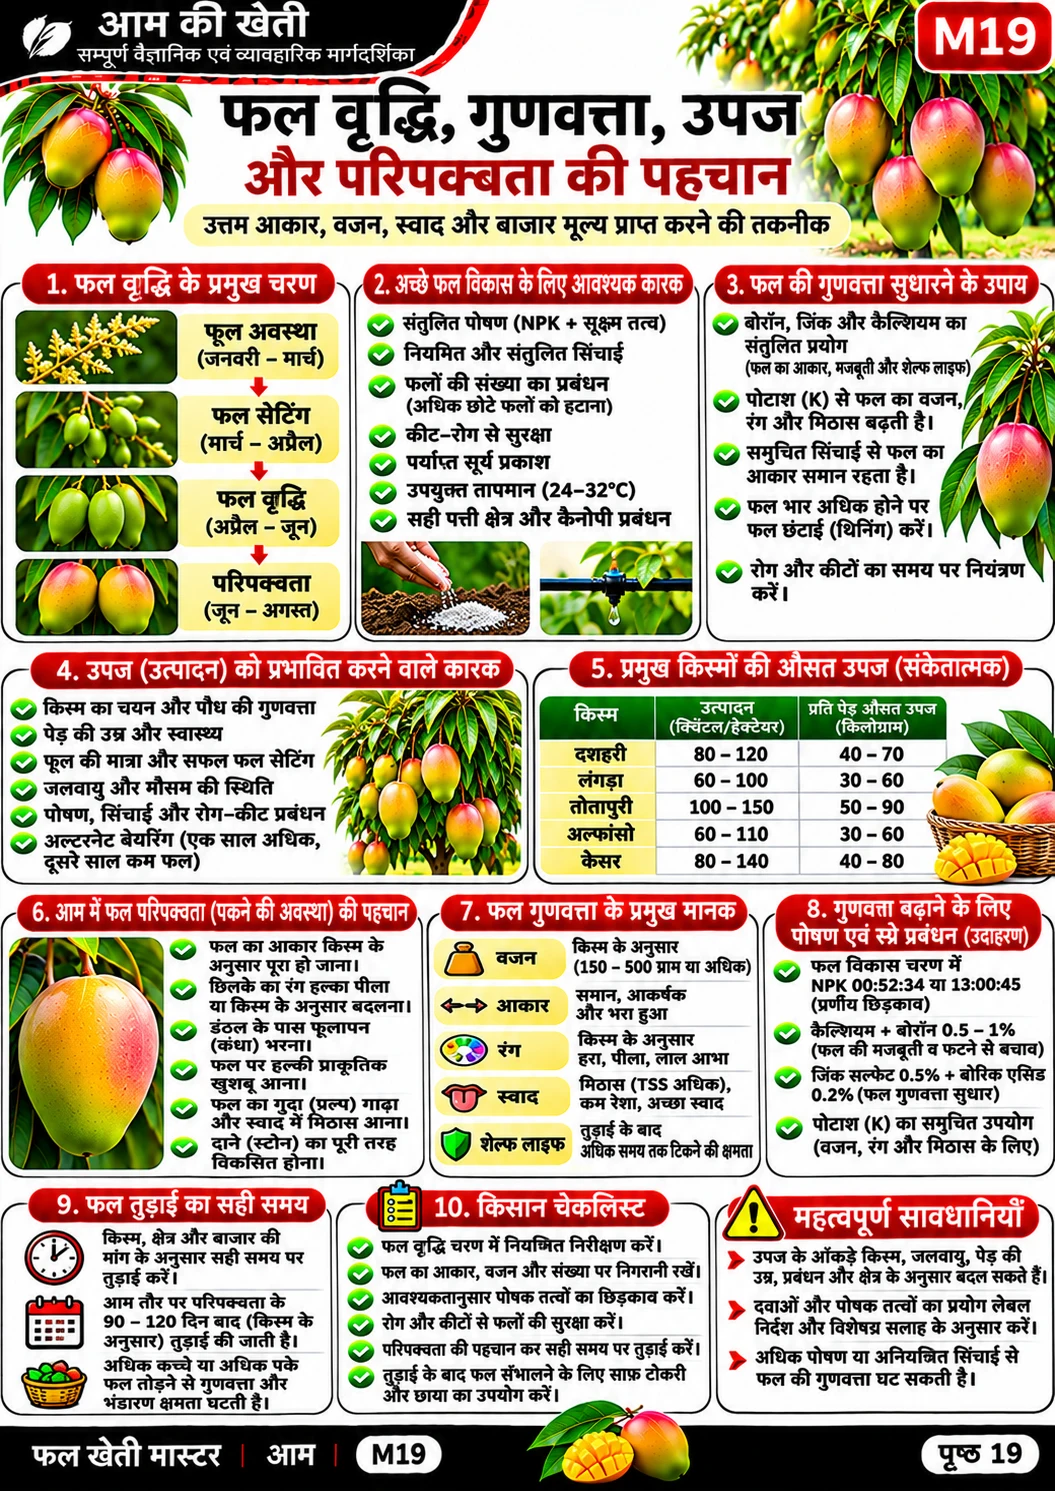 आम की खेती
सम्पूर्ण वैज्ञानिक एवं व्यावहारिक मार्गदर्शिका
M19
फल वृद्धि, गुणवत्ता, उपज
और परिपक्बता की पहचान
उत्तम आकार, वजन, स्वाद और बाजार मूल्य प्राप्त करने की तकनीक
1. फल वृद्धि के प्रमुख चरण
फूल अवस्था
(जनवरी – मार्च)
फल सेटिंग
(मार्च – अप्रैल)
फल वृद्धि
(अप्रैल – जून)
परिपक्वता
(जून – अगस्त)
2. अच्छे फल विकास के लिए आवश्यक कारक
संतुलित पोषण (NPK + सूक्ष्म तत्व)
नियमित और संतुलित सिंचाई
फलों की संख्या का प्रबंधन
(अधिक छोटे फलों को हटाना)
कीट–रोग से सुरक्षा
पर्याप्त सूर्य प्रकाश
उपयुक्त तापमान (24–32°C)
सही पत्ती क्षेत्र और कैनोपी प्रबंधन
3. फल की गुणवत्ता सुधारने के उपाय
बोरॉन, जिंक और कैल्शियम का
संतुलित प्रयोग
(फल का आकार, मजबूती और शेल्फ लाइफ)
पोटाश (K) से फल का वजन,
रंग और मिठास बढ़ती है।
समुचित सिंचाई से फल का
आकार समान रहता है।
फल भार अधिक होने पर
फल छंटाई (थिनिंग) करें।
रोग और कीटों का समय पर नियंत्रण
करें।
4. उपज (उत्पादन) को प्रभावित करने वाले कारक
किस्म का चयन और पौध की गुणवत्ता
पेड़ की उम्र और स्वास्थ्य
फूल की मात्रा और सफल फल सेटिंग
जलवायु और मौसम की स्थिति
पोषण, सिंचाई और रोग–कीट प्रबंधन
अल्टरनेट बेयरिंग (एक साल अधिक,
दूसरे साल कम फल)
5. प्रमुख किस्मों की औसत उपज (संकेतात्मक)
किस्म उत्पादन (क्विंटल/हेक्टेयर) प्रति पेड़ औसत उपज (किलोग्राम)
दशहरी 80 – 120 40 – 70
लंगड़ा 60 – 100 30 – 60
तोतापुरी 100 – 150 50 – 90
अल्फांसो 60 – 110 30 – 60
केसर 80 – 140 40 – 80
6. आम में फल परिपक्वता (पकने की अवस्था) की पहचान
फल का आकार किस्म के
अनुसार पूरा हो जाना।
छिलके का रंग हल्का पीला
या किस्म के अनुसार बदलना।
डंठल के पास फूलापन
(कंधा) भरना।
फल पर हल्की प्राकृतिक
खुशबू आना।
फल का गुदा (प्रल्प) गाढ़ा
और स्वाद में मिठास आना।
दाने (स्टोन) का पूरी तरह
विकसित होना।
7. फल गुणवत्ता के प्रमुख मानक
वजन
किस्म के अनुसार
(150 – 500 ग्राम या अधिक)
आकार
समान, आकर्षक
और भरा हुआ
रंग
किस्म के अनुसार
हरा, पीला, लाल आभा
स्वाद
मिठास (TSS अधिक),
कम रेशा, अच्छा स्वाद
शेल्फ लाइफ
तुड़ाई के बाद
अधिक समय तक टिकने की क्षमता
8. गुणवत्ता बढ़ाने के लिए
पोषण एवं स्प्रे प्रबंधन (उदाहरण)
फल विकास चरण में
NPK 00:52:34 या 13:00:45
(प्रणीय छिड़काव)
कैल्शियम + बोरॉन 0.5 – 1%
(फल की मजबूती व फटने से बचाव)
जिंक सल्फेट 0.5% + बोरिक एसिड
0.2% (फल गुणवत्ता सुधार)
पोटाश (K) का समुचित उपयोग
(वजन, रंग और मिठास के लिए)
9. फल तुड़ाई का सही समय
किस्म, क्षेत्र और बाजार की
मांग के अनुसार सही समय पर
तुड़ाई करें।
आम तौर पर परिपक्वता के
90 – 120 दिन बाद (किस्म के
अनुसार) तुड़ाई की जाती है।
अधिक कच्चे या अधिक पके
फल तोड़ने से गुणवत्ता और
भंडारण क्षमता घटती है।
10. किसान चेकलिस्ट
फल वृद्धि चरण में नियमित निरीक्षण करें।
फल का आकार, वजन और संख्या पर निगरानी रखें।
आवश्यकतानुसार पोषक तत्वों का छिड़काव करें।
रोग और कीटों से फलों की सुरक्षा करें।
परिपक्वता की पहचान कर सही समय पर तुड़ाई करें।
तुड़ाई के बाद फल सँभालने के लिए साफ़ टोकरी
और छाया का उपयोग करें।
महत्वपूर्ण सावधानियाँ
उपज के आँकड़े किस्म, जलवायु, पेड़ की
उम्र, प्रबंधन और क्षेत्र के अनुसार बदल सकते हैं।
दवाओं और पोषक तत्वों का प्रयोग लेबल
निर्देश और विशेषज्ञ सलाह के अनुसार करें।
अधिक पोषण या अनियन्त्रित सिंचाई से
फल की गुणवत्ता घट सकती है।
फल खेती मास्टर | आम | M19
पृष्ठ 19